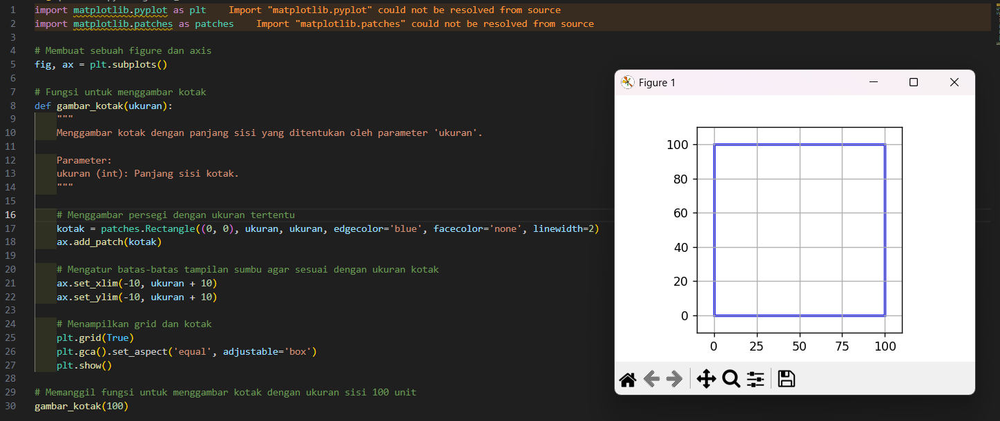 1 import matplotlib.pyplot as plt Import "matplotlib.pyplot" could not be resolved from source
2 import matplotlib.patches as patches Import "matplotlib.patches" could not be resolved from source
3
4 # Membuat sebuah figure dan axis
5 fig, ax = plt.subplots()
6
7 # Fungsi untuk menggambar kotak
8 def gambar_kotak(ukuran):
9 """
10 Menggambar kotak dengan panjang sisi yang ditentukan oleh parameter 'ukuran'.
11
12 Parameter:
13 ukuran (int): Panjang sisi kotak.
14 """
15
16 # Menggambar persegi dengan ukuran tertentu
17 kotak = patches.Rectangle((0, 0), ukuran, ukuran, edgecolor='blue', facecolor='none', linewidth=2)
18 ax.add_patch(kotak)
19
20 # Mengatur batas-batas tampilan sumbu agar sesuai dengan ukuran kotak
21 ax.set_xlim(-10, ukuran + 10)
22 ax.set_ylim(-10, ukuran + 10)
23
24 # Menampilkan grid dan kotak
25 plt.grid(True)
26 plt.gca().set_aspect('equal', adjustable='box')
27 plt.show()
28
29 # Memanggil fungsi untuk menggambar kotak dengan ukuran sisi 100 unit
30 gambar_kotak(100)
Figure 1
100
80
60
40
20
0
0 25 50 75 100